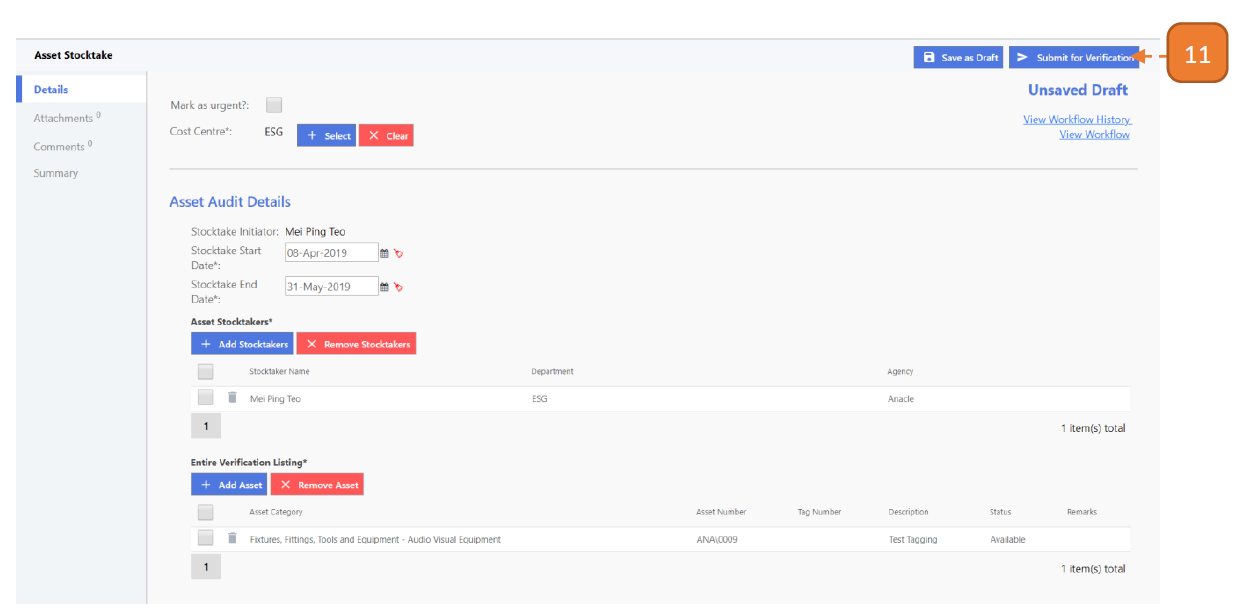 Asset Stocktake
Save as Draft
Submit for Verification
11
Details
Attachments 0
Comments 0
Summary
Unsaved Draft
View Workflow History
View Workflow
Mark as urgent?:
Cost Centre*: ESG + Select X Clear
Asset Audit Details
Stocktake Initiator: Mei Ping Teo
Stocktake Start 08-Apr-2019
Date*:
Stocktake End 31-May-2019
Date*:
Asset Stocktakers*
+ Add Stocktakers X Remove Stocktakers
Stocktaker Name Department Agency
Mei Ping Teo ESG Anacle
1
1 item(s) total
Entire Verification Listing*
+ Add Asset X Remove Asset
Asset Category Asset Number Tag Number Description Status Remarks
Fixtures, Fittings, Tools and Equipment - Audio Visual Equipment ANA\0009 Test Tagging Available
1
1 item(s) total